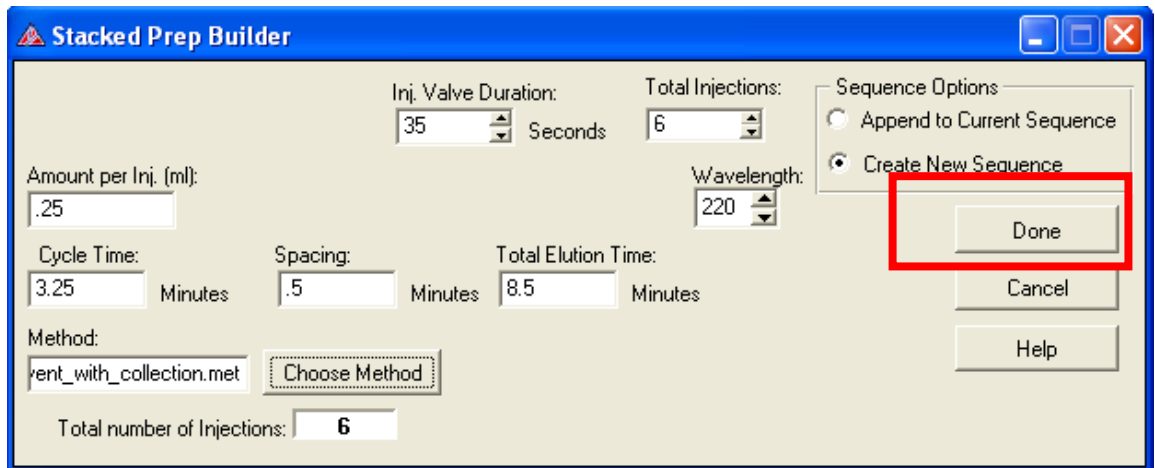 Stacked Prep Builder
Inj. Valve Duration:
35
Seconds
Total Injections:
6
Sequence Options
Append to Current Sequence
Create New Sequence
Amount per Inj. (ml):
.25
Wavelength:
220
Done
Cycle Time:
3.25
Minutes
Spacing:
.5
Minutes
Total Elution Time:
8.5
Minutes
Cancel
Method:
vent_with_collection.met
Choose Method
Help
Total number of Injections:
6